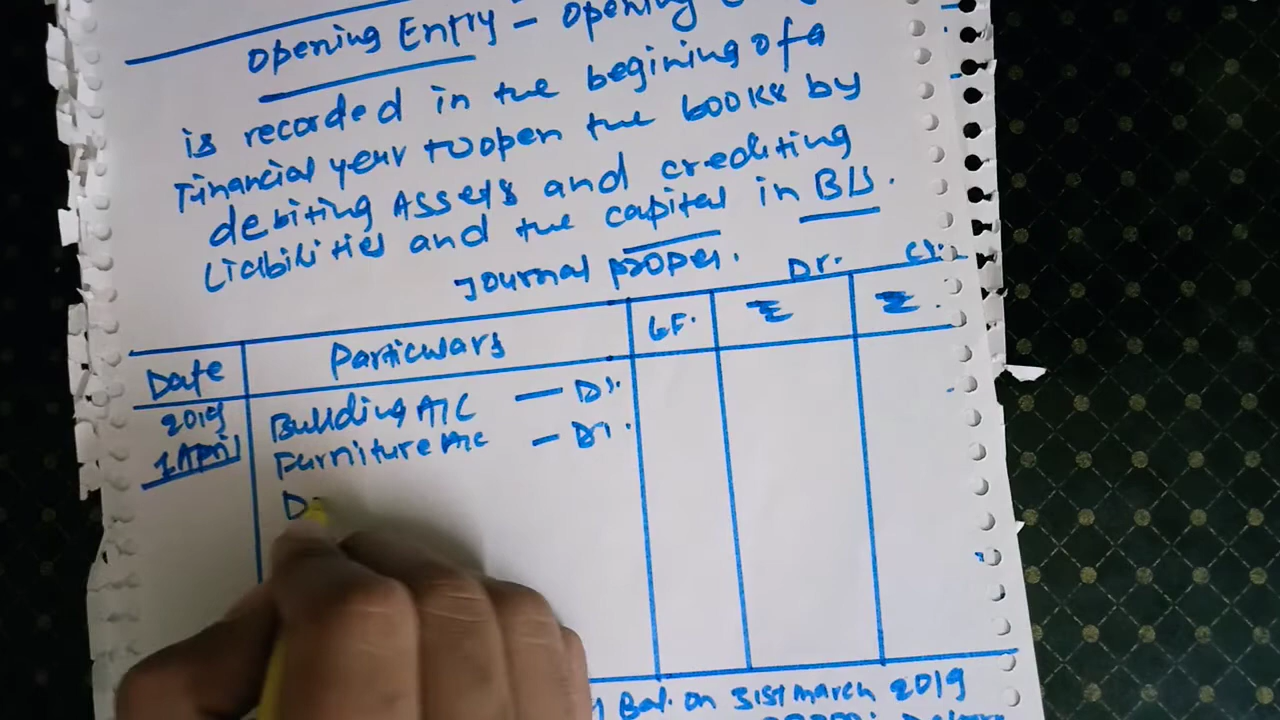 Opening Entry - Opening
is recorded in the begining of a
Financial year to open the books by
debiting Assets and crediting
Liabilities and the capital in B/S.
Journal proper. Dr. Cr.
Date Particulars L.F. ₹ ₹.
2019 Building A/C — Dr.
1 April Furniture A/c — Dr.
D
Bal. on 31st march 2019